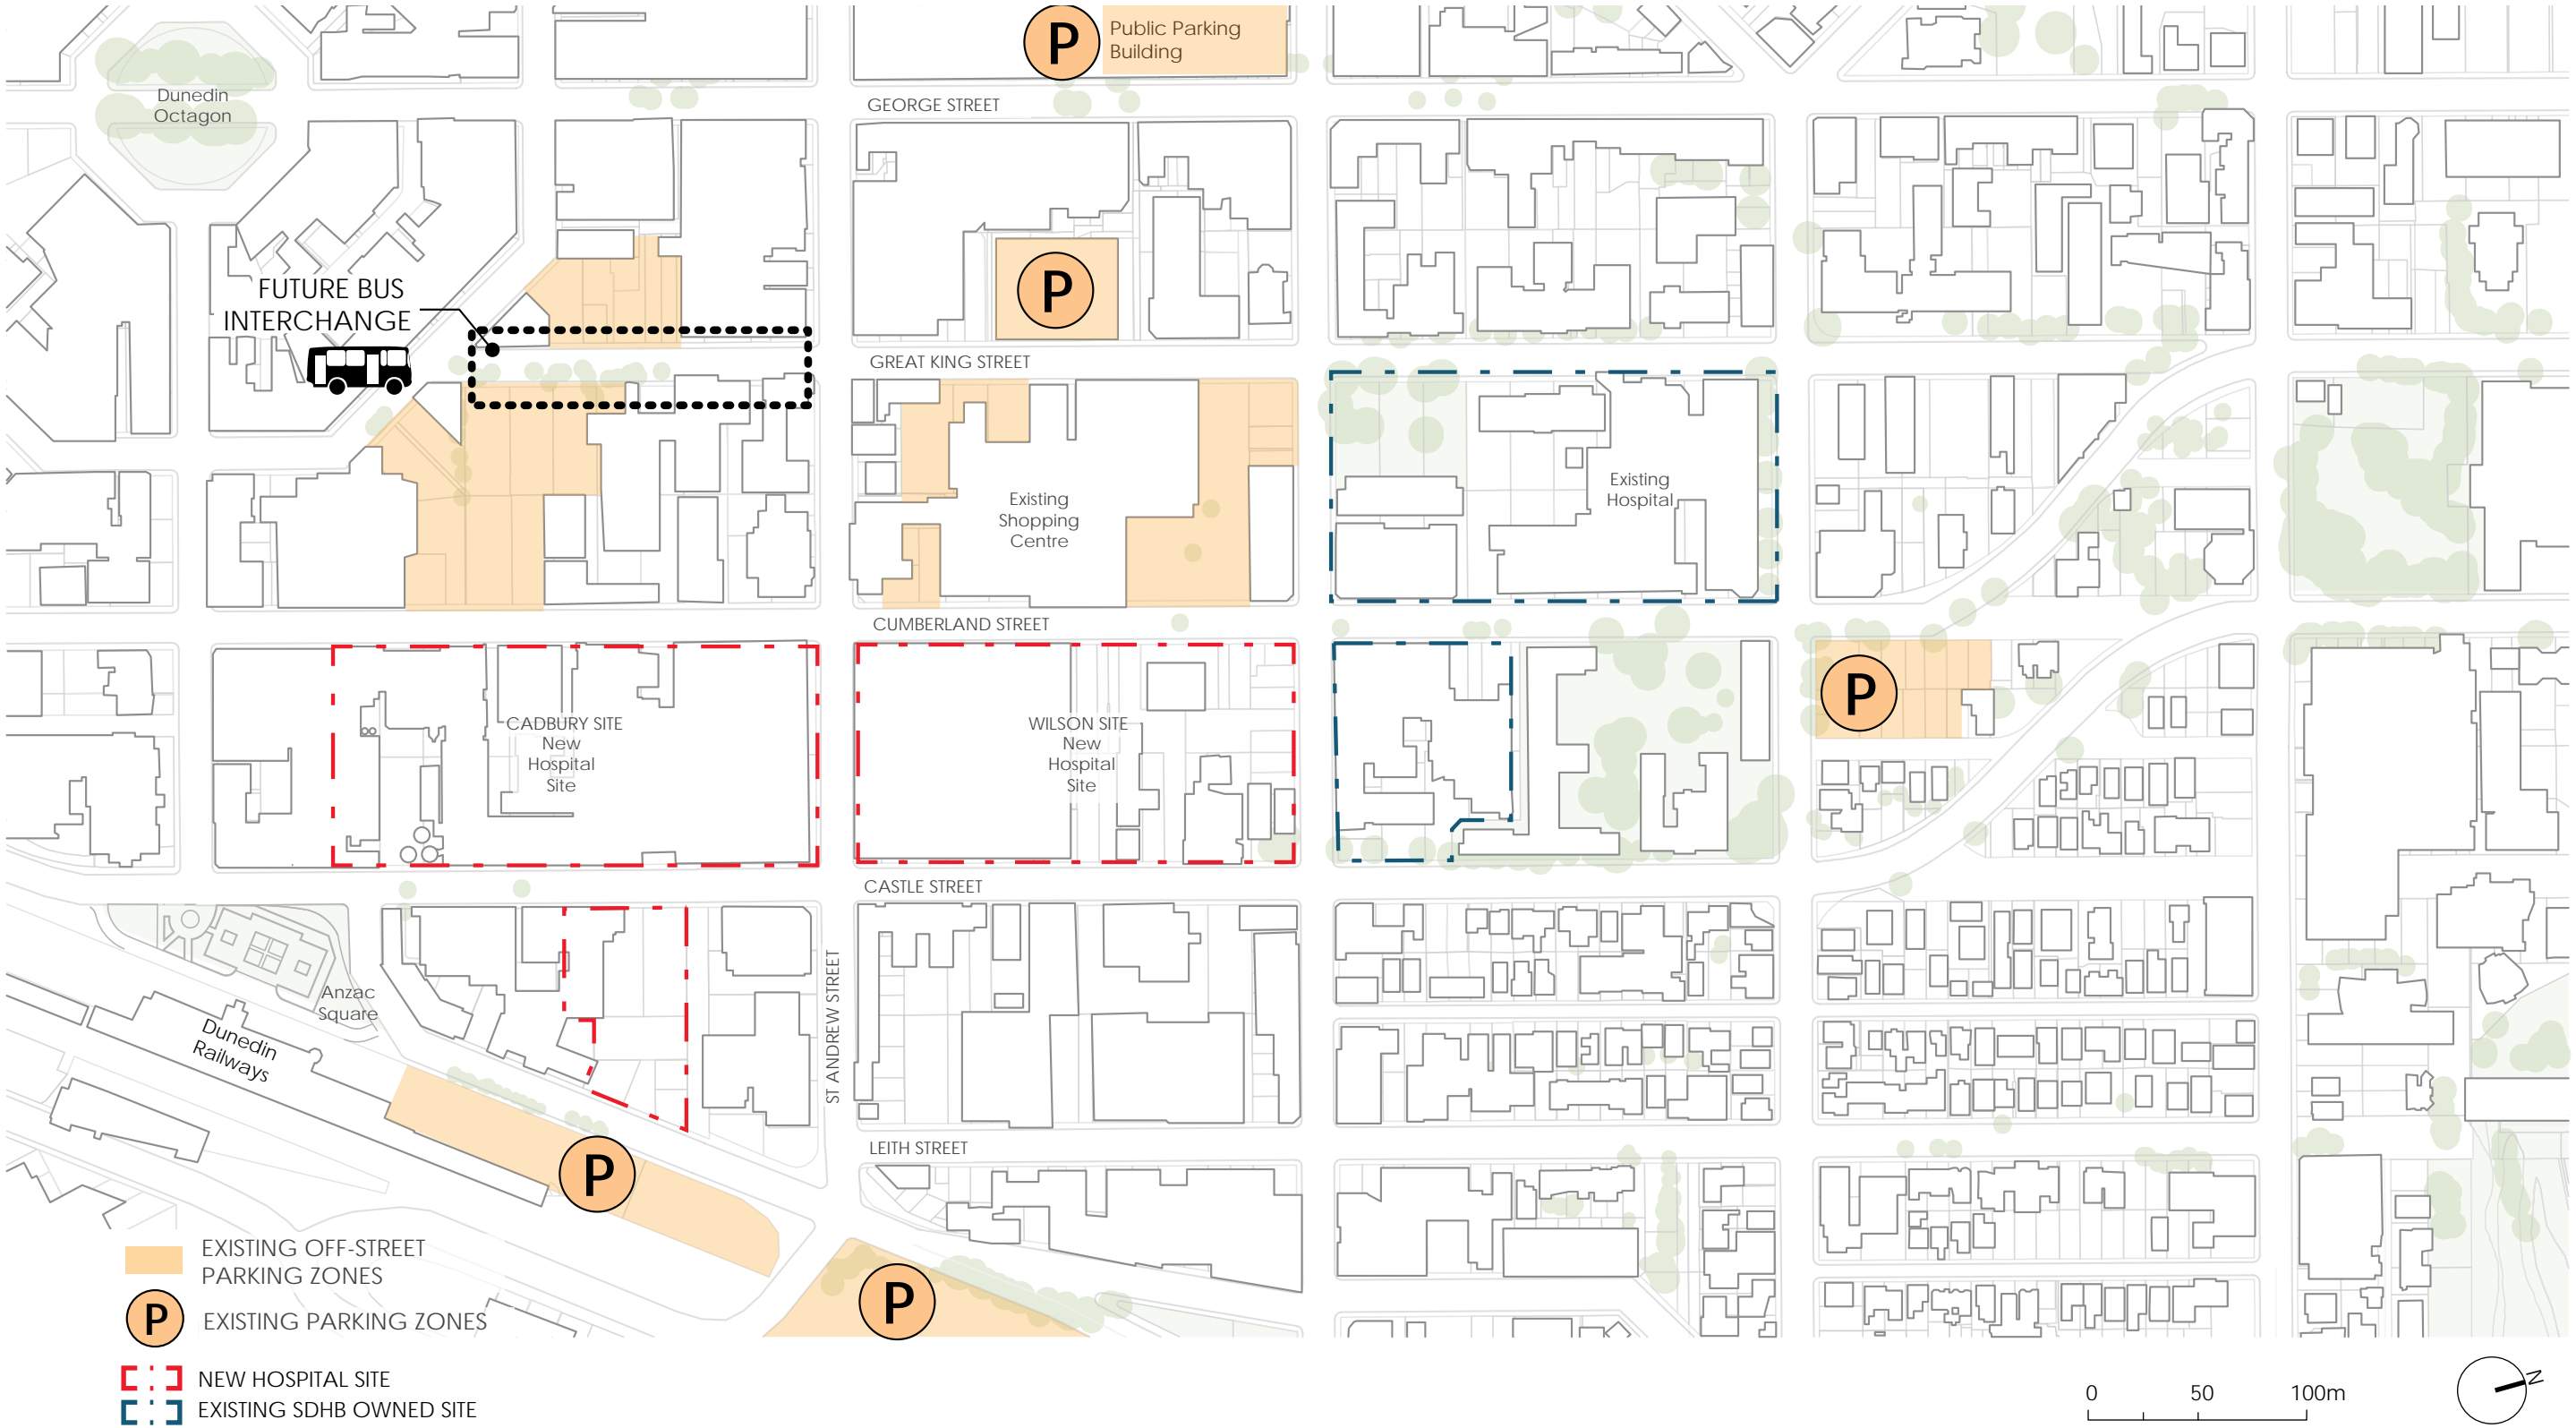 P
Public Parking
Building
Dunedin
Octagon
GEORGE STREET
FUTURE BUS
INTERCHANGE
P
GREAT KING STREET
Existing
Shopping
Centre
Existing
Hospital
CUMBERLAND STREET
CADBURY SITE
New
Hospital
Site
WILSON SITE
New
Hospital
Site
P
CASTLE STREET
Anzac
Square
Dunedin
Railways
ST ANDREW STREET
LEITH STREET
P
P
EXISTING OFF-STREET
PARKING ZONES
P
EXISTING PARKING ZONES
NEW HOSPITAL SITE
EXISTING SDHB OWNED SITE
0 50 100m
N